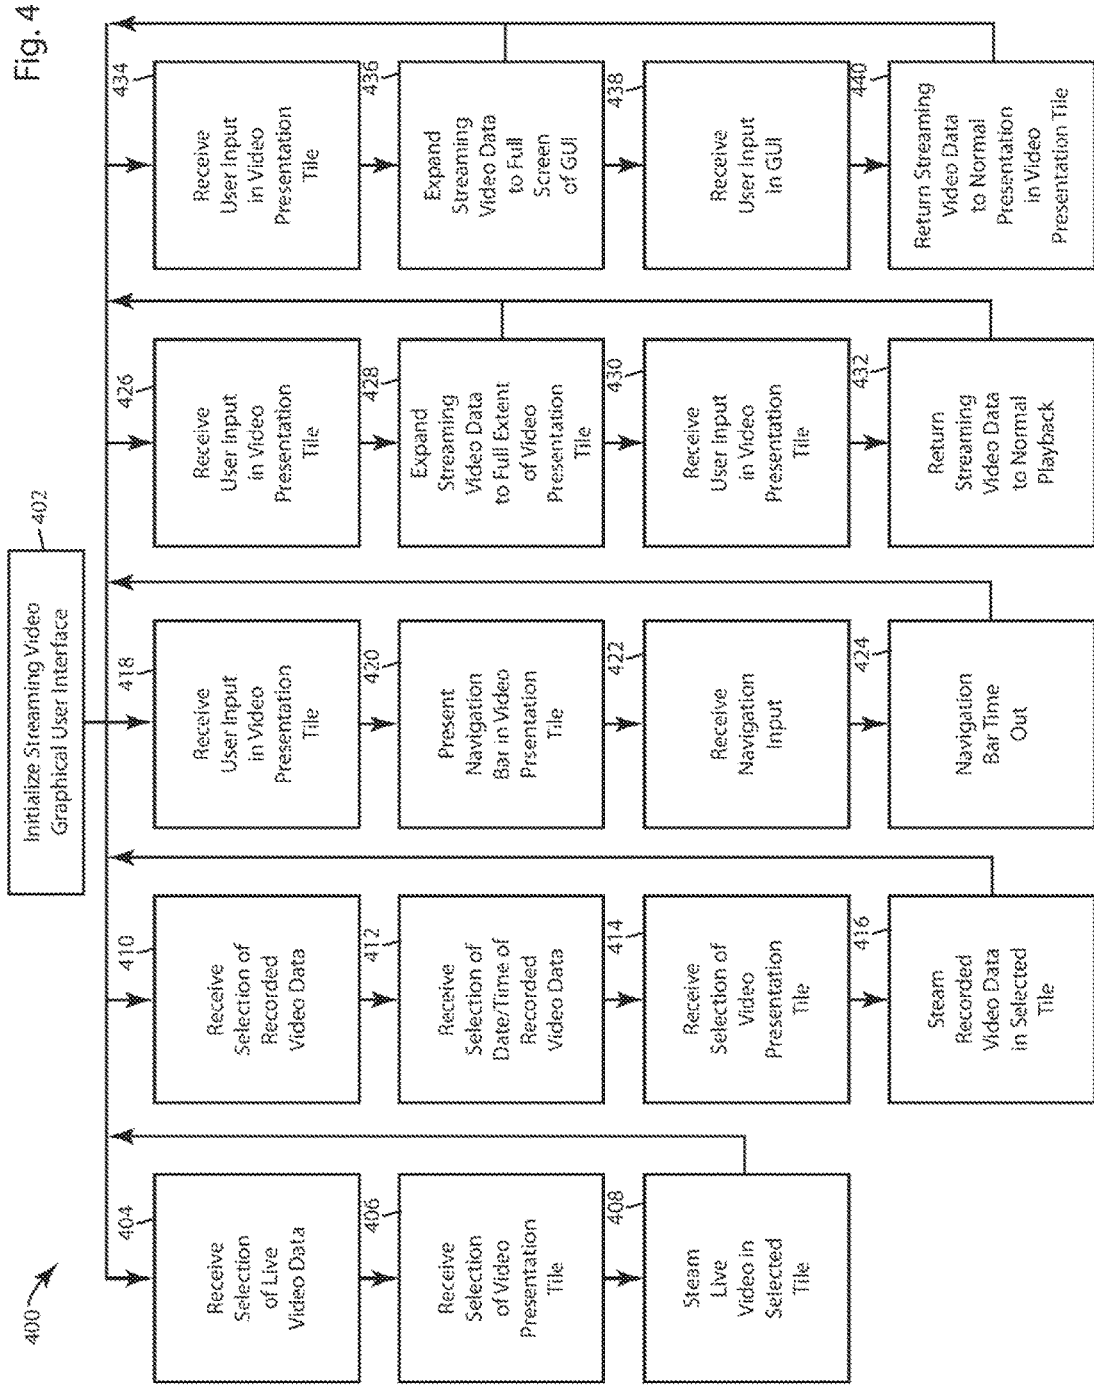 Fig. 4
400
Initialize Streaming Video
Graphical User Interface
402
404
Receive
Selection
of Live
Video Data
406
Receive
Selection
of Video
Presentation
Tile
408
Steam
Live
Video in
Selected
Tile
410
Receive
Selection of
Recorded
Video Data
412
Receive
Selection of
Date/Time of
Recorded
Video Data
414
Receive
Selection of
Video
Presentation
Tile
416
Steam
Recorded
Video Data
in Selected
Tile
418
Receive
User Input
in Video
Presentation
Tile
420
Present
Navigation
Bar in Video
Prsentation
Tile
422
Receive
Navigation
Input
424
Navigation
Bar Time
Out
426
Receive
User Input
in Video
Presentation
Tile
428
Expand
Streaming
Video Data
to Full Extent
of Video
Presentation
Tile
430
Receive
User Input
in Video
Presentation
Tile
432
Return
Streaming
Video Data
to Normal
Playback
434
Receive
User Input
in Video
Presentation
Tile
436
Expand
Streaming
Video Data
to Full
Screen
of GUI
438
Receive
User Input
in GUI
440
Return Streaming
Video Data
to Normal
Presentation
in Video
Presentation Tile